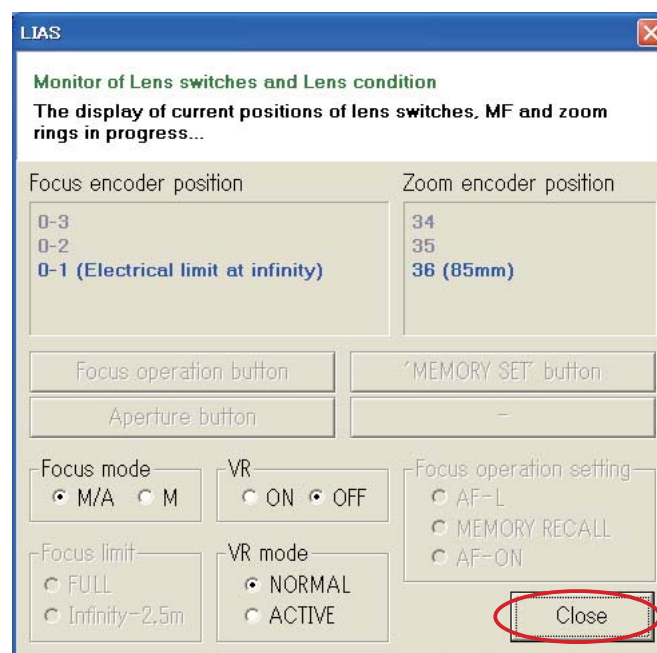 LIAS
Monitor of Lens switches and Lens condition
The display of current positions of lens switches, MF and zoom
rings in progress...
Focus encoder position
0-3
0-2
0-1 (Electrical limit at infinity)
Zoom encoder position
34
35
36 (85mm)
Focus operation button
'MEMORY SET' button
Aperture button
-
Focus mode
M/A M
VR
ON OFF
Focus operation setting
AF-L
MEMORY RECALL
AF-ON
Focus limit
FULL
Infinity-2.5m
VR mode
NORMAL
ACTIVE
Close